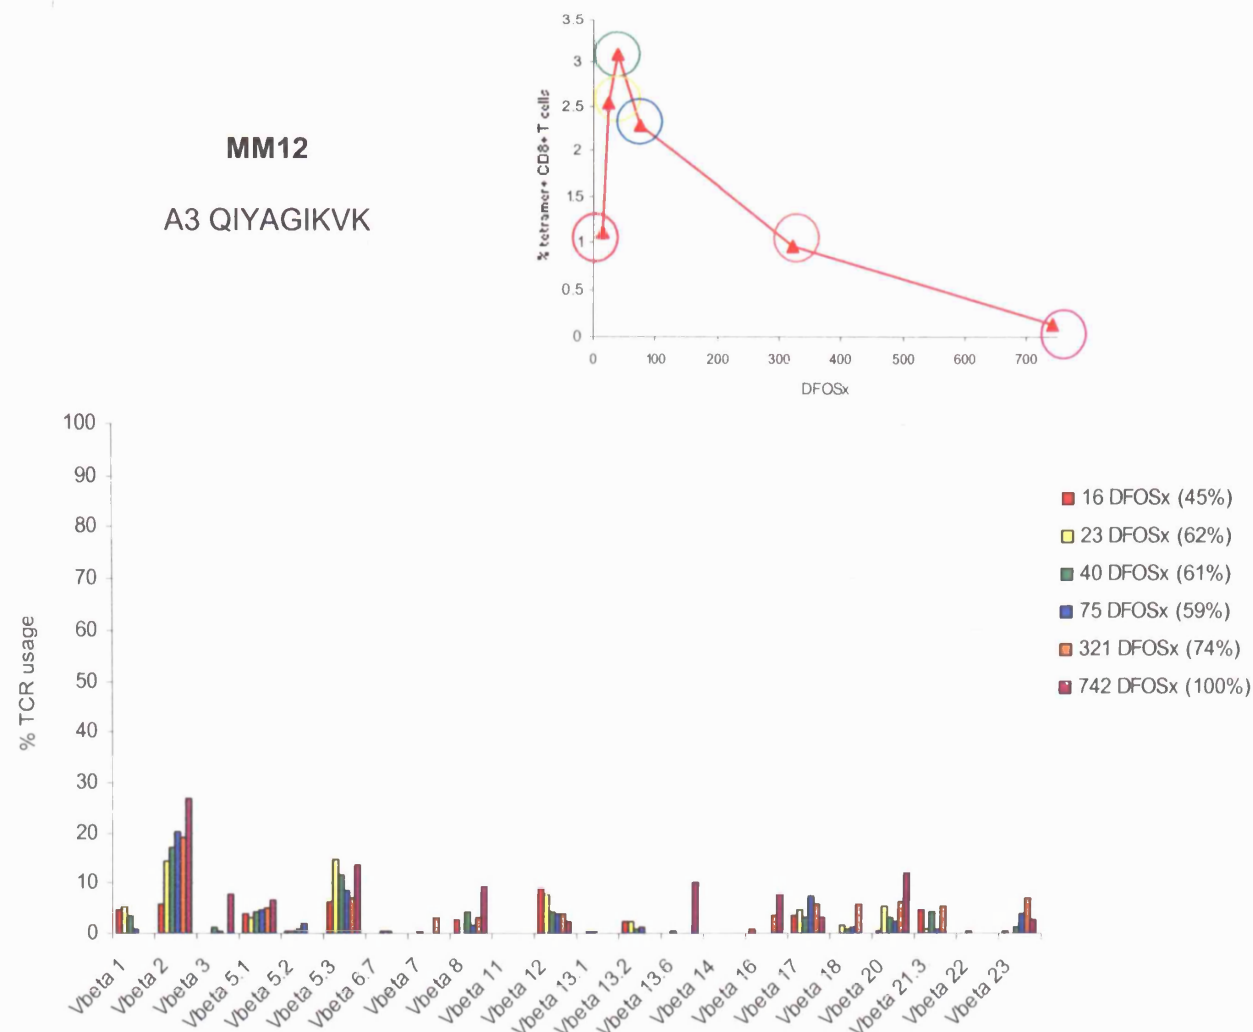 MM12
A3 QIYAGIKVK
% tetramer+ CD8+ T cells
3.5
3
2.5
2
1.5
1
0.5
0
0 100 200 300 400 500 600 700
DFOSx
% TCR usage
100
90
80
70
60
50
40
30
20
10
0
Vbeta 1
Vbeta 2
Vbeta 3
Vbeta 5.1
Vbeta 5.2
Vbeta 5.3
Vbeta 6.7
Vbeta 7
Vbeta 8
Vbeta 11
Vbeta 12
Vbeta 13.1
Vbeta 13.2
Vbeta 13.6
Vbeta 14
Vbeta 16
Vbeta 17
Vbeta 18
Vbeta 20
Vbeta 21.3
Vbeta 22
Vbeta 23
16 DFOSx (45%)
23 DFOSx (62%)
40 DFOSx (61%)
75 DFOSx (59%)
321 DFOSx (74%)
742 DFOSx (100%)